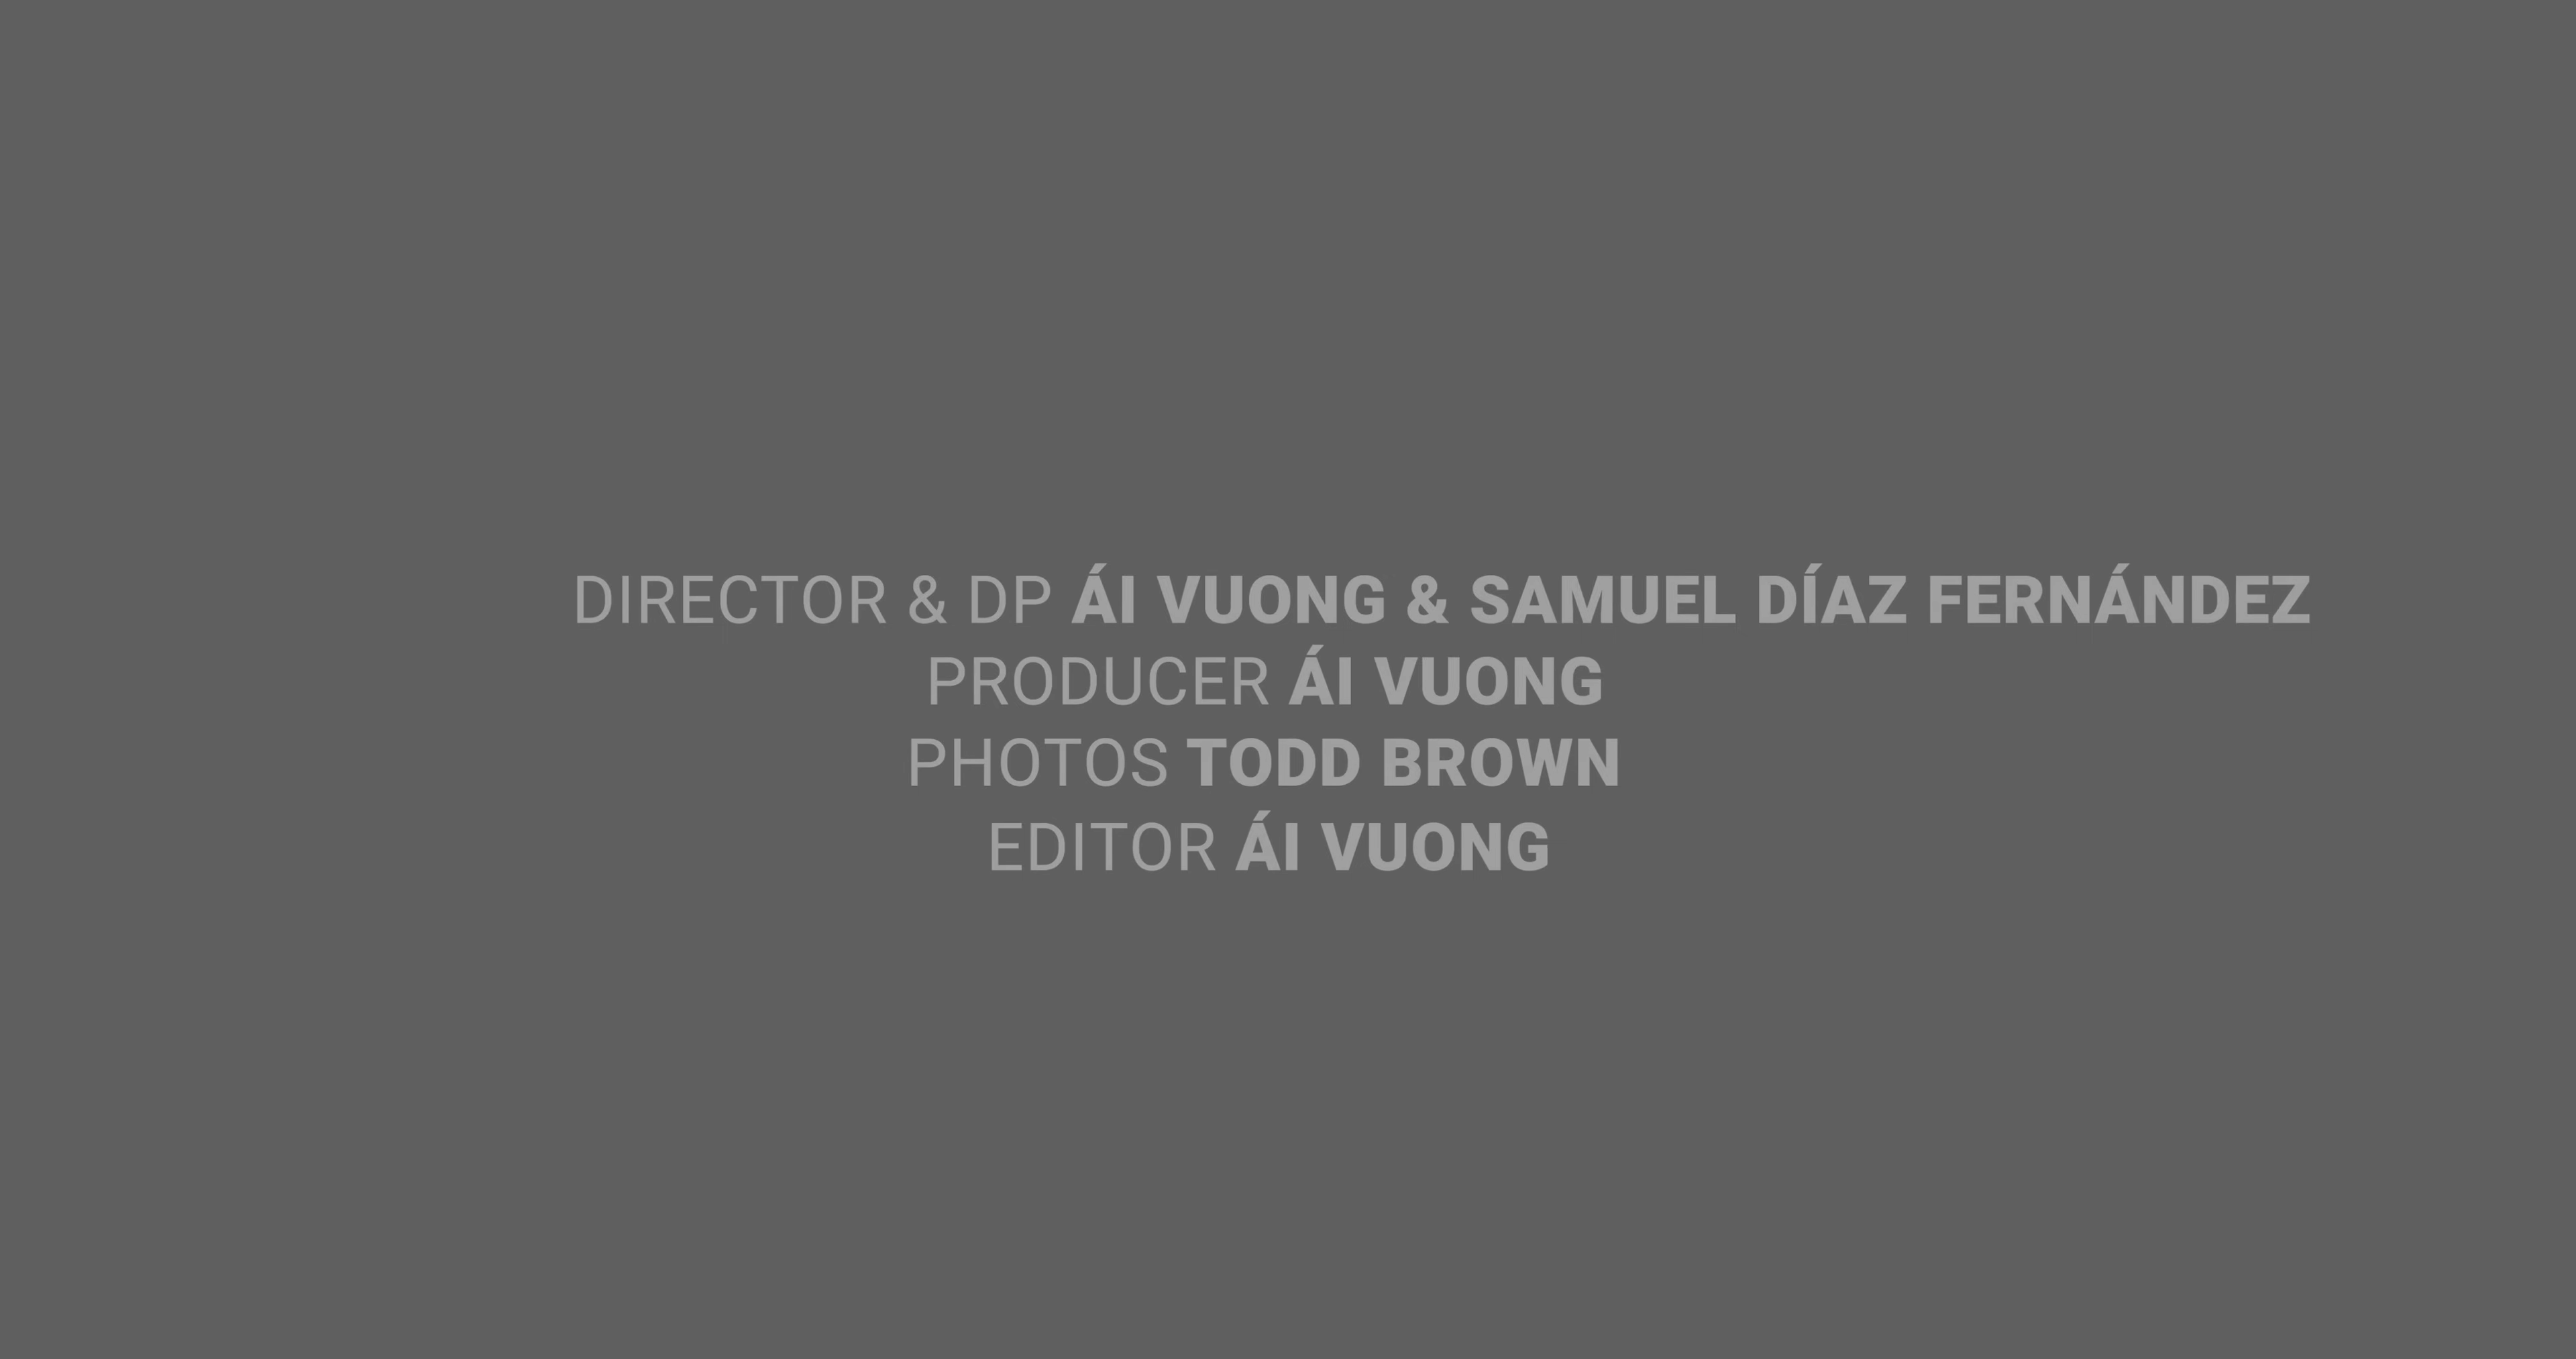 DIRECTOR & DP ÁI VUONG & SAMUEL DÍAZ FERNÁNDEZ
PRODUCER ÁI VUONG
PHOTOS TODD BROWN
EDITOR ÁI VUONG